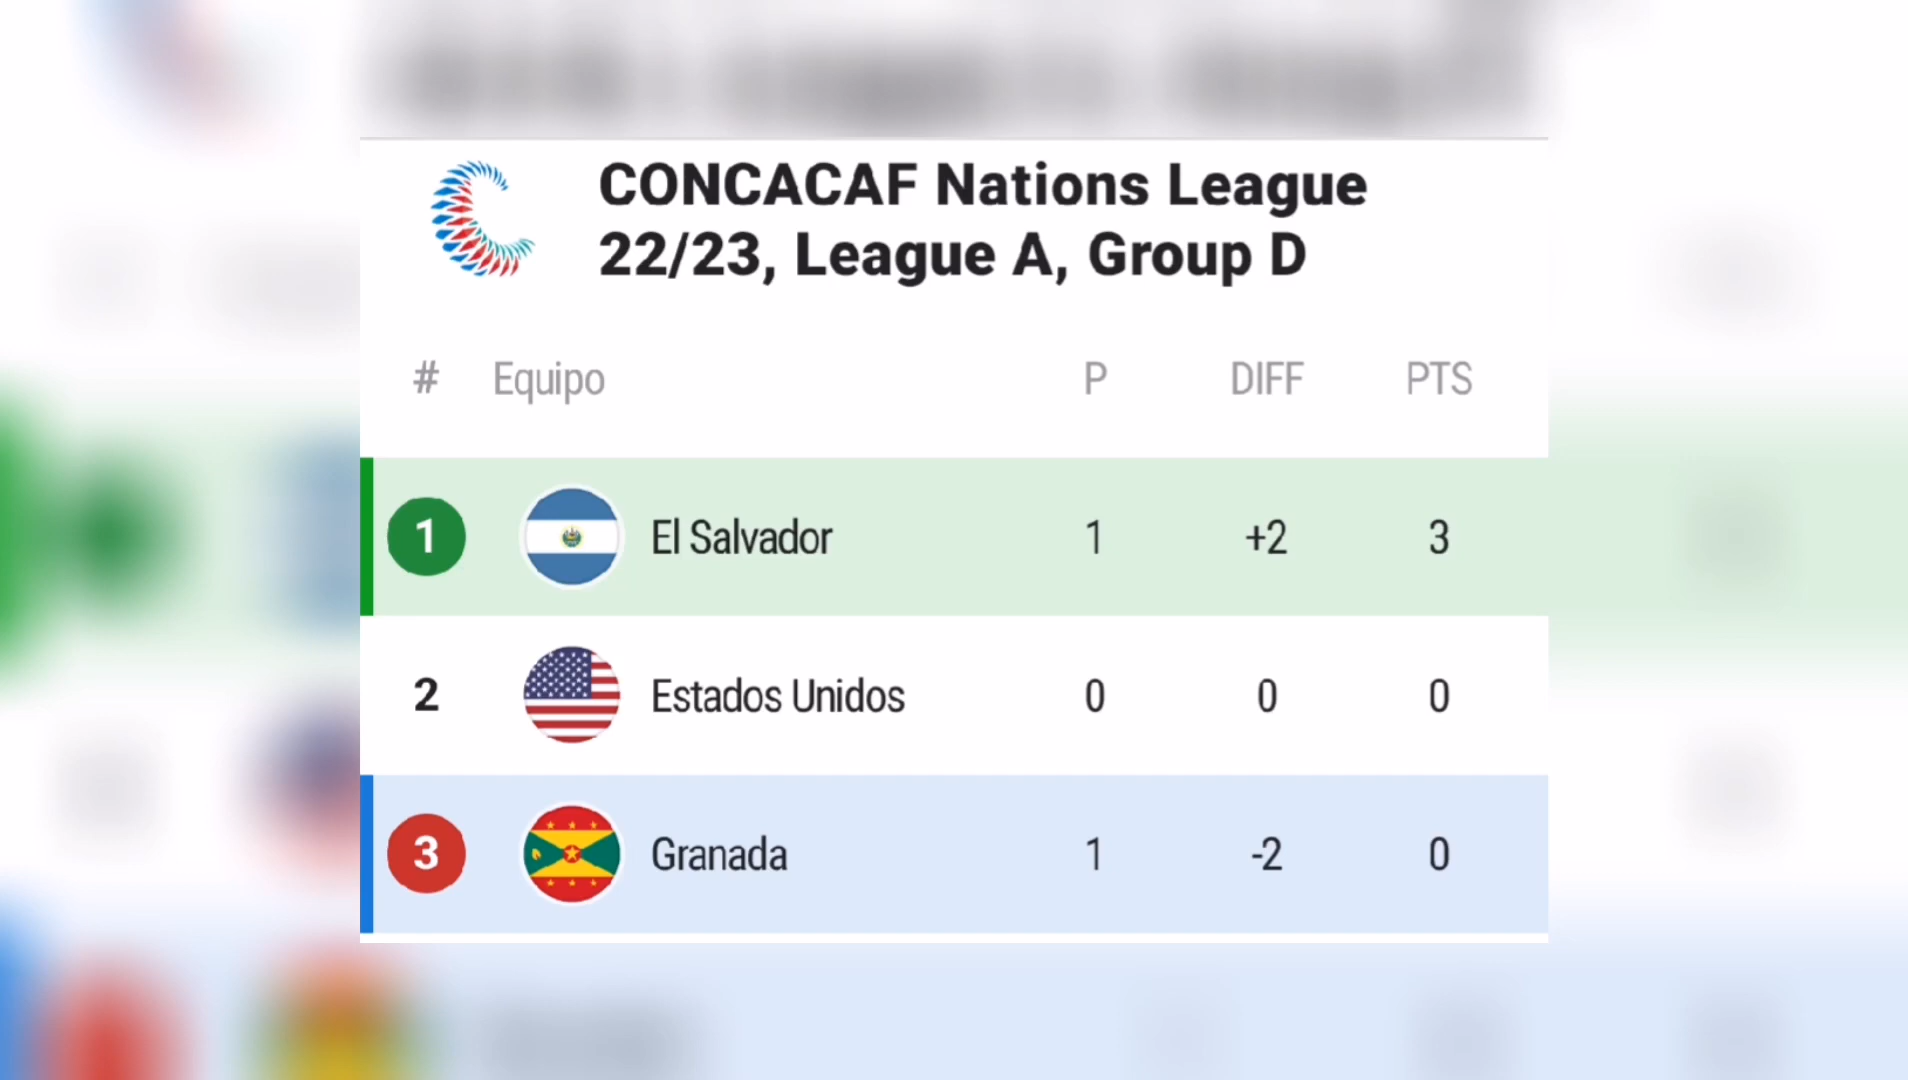 CONCACAF Nations League
22/23, League A, Group D
# Equipo P DIFF PTS
1 El Salvador 1 +2 3
2 Estados Unidos 0 0 0
3 Granada 1 -2 0